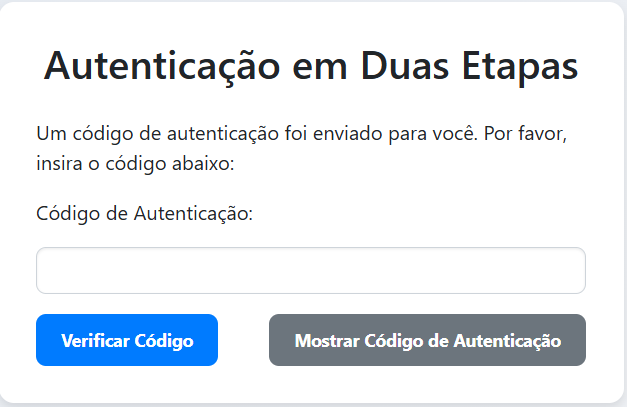 Autenticação em Duas Etapas
Um código de autenticação foi enviado para você. Por favor,
insira o código abaixo:
Código de Autenticação:
Verificar Código
Mostrar Código de Autenticação